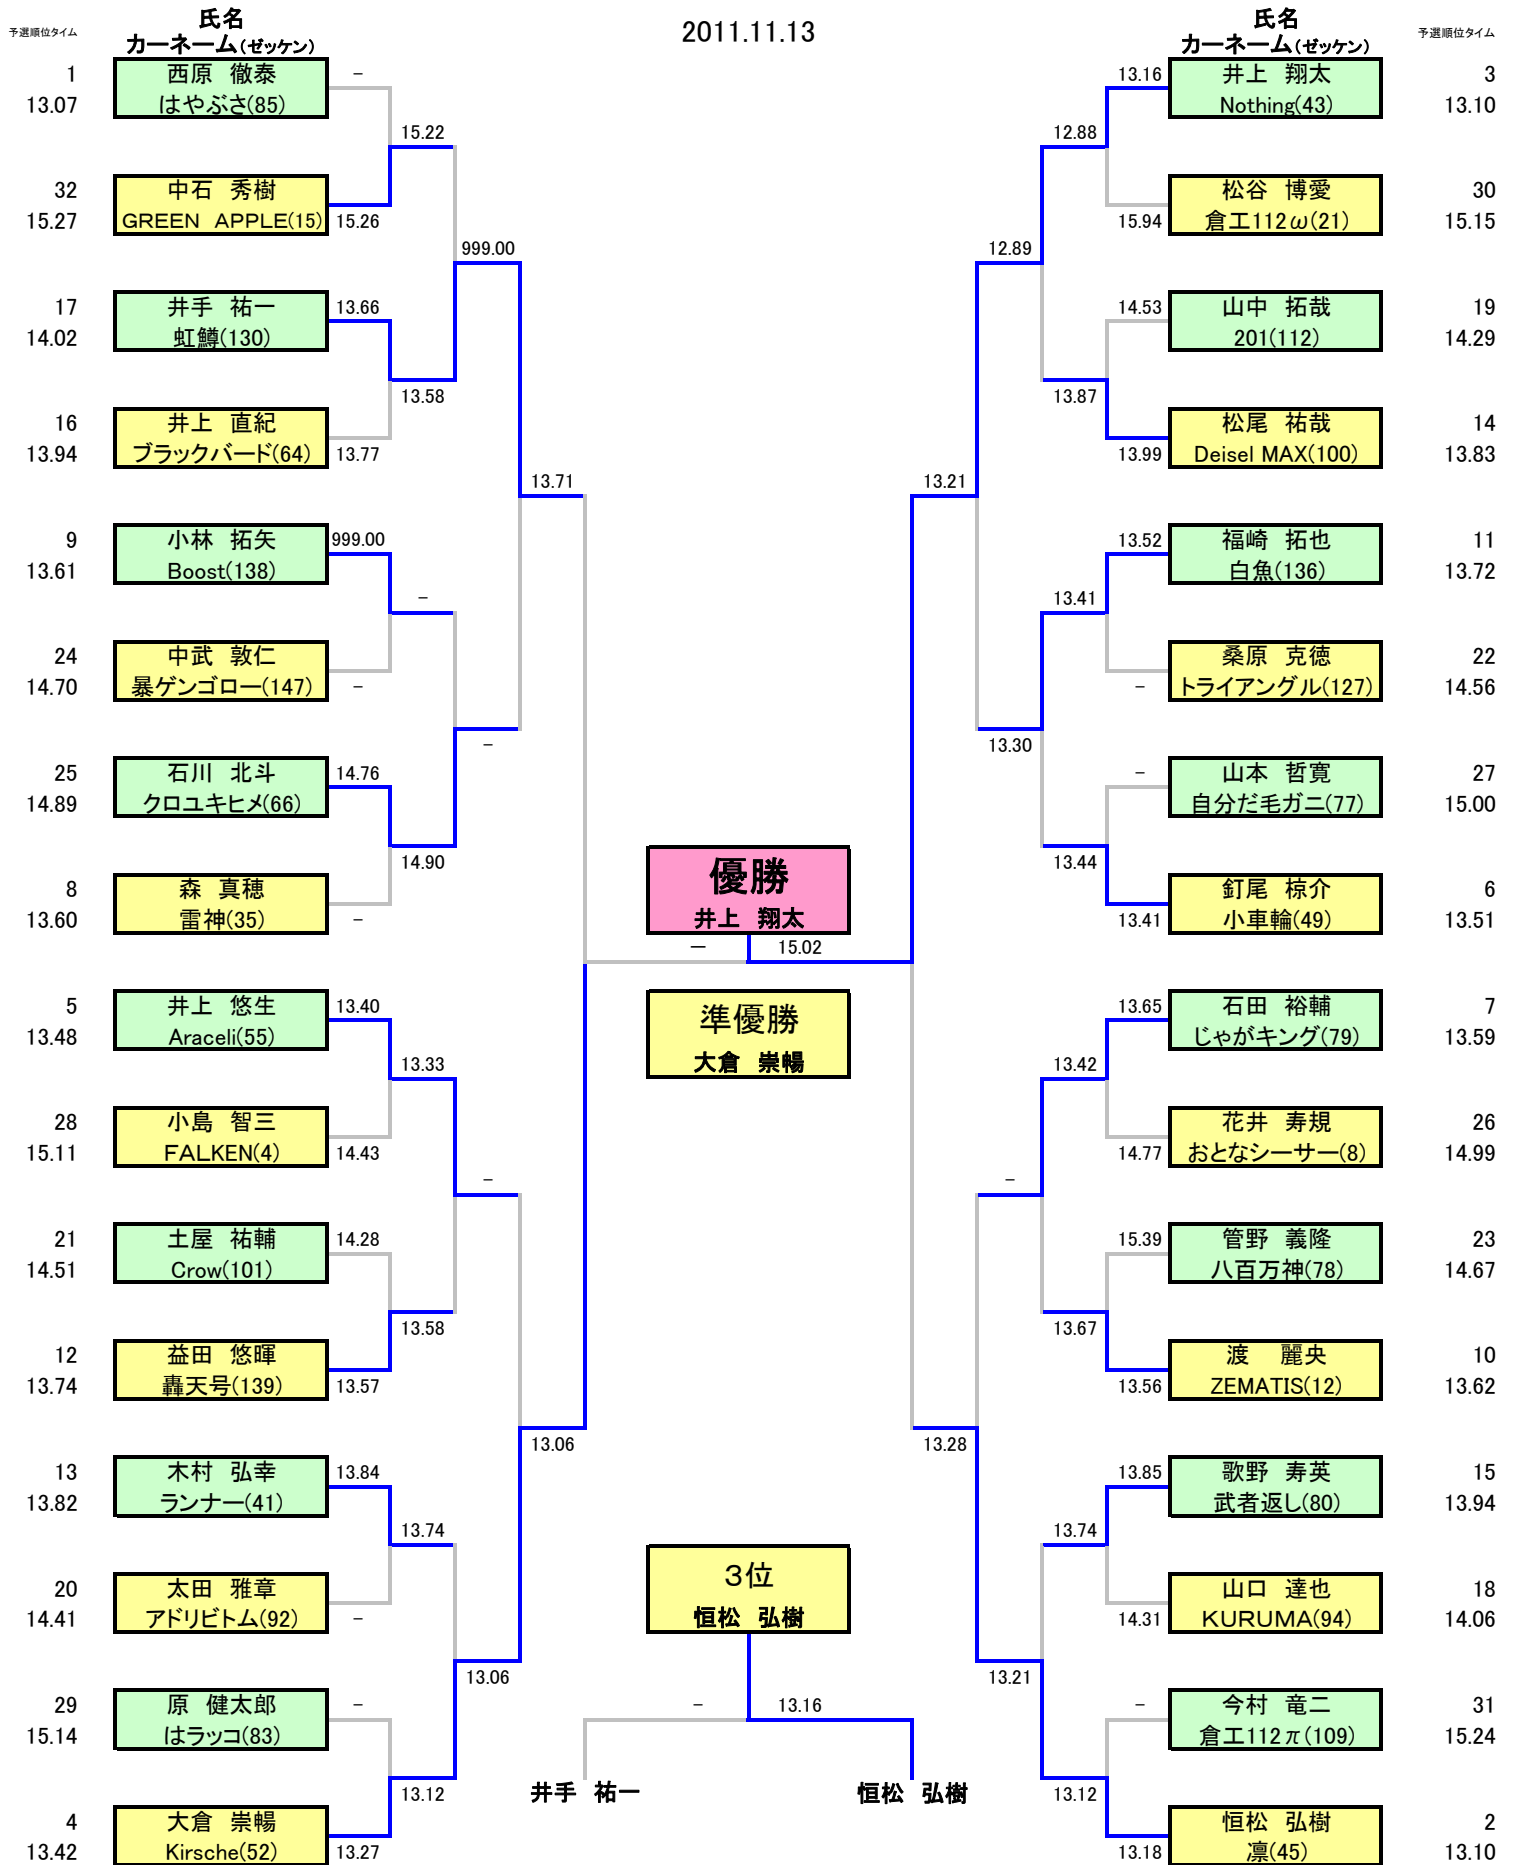 2011.11.13
予選順位タイム
氏名
カーネーム(ゼッケン)
1
西原 徹泰
-
13.07
はやぶさ(85)
15.22
32
中石 秀樹
15.27
GREEN APPLE(15)
15.26
999.00
17
井手 祐一
13.66
14.02
虹鱒(130)
13.58
16
井上 直紀
13.94
ブラックバード(64)
13.77
13.71
9
小林 拓矢
999.00
13.61
Boost(138)
-
24
中武 敦仁
14.70
暴ゲンゴロー(147)
-
-
25
石川 北斗
14.76
14.89
クロユキヒメ(66)
14.90
8
森 真穂
13.60
雷神(35)
-
5
井上 悠生
13.40
13.48
Araceli(55)
13.33
28
小島 智三
15.11
FALKEN(4)
14.43
-
21
土屋 祐輔
14.28
14.51
Crow(101)
13.58
12
益田 悠暉
13.74
轟天号(139)
13.57
13.06
13
木村 弘幸
13.84
13.82
ランナー(41)
13.74
20
太田 雅章
14.41
アドリビトム(92)
-
13.06
29
原 健太郎
-
15.14
はラッコ(83)
13.12
4
大倉 崇暢
13.42
Kirsche(52)
13.27
優勝
井上 翔太
- 15.02
準優勝
大倉 崇暢
3位
恒松 弘樹
- 13.16
井手 祐一
恒松 弘樹
氏名
カーネーム(ゼッケン)
予選順位タイム
13.16
井上 翔太
3
Nothing(43)
13.10
12.88
松谷 博愛
30
15.94
倉工112ω(21)
15.15
12.89
14.53
山中 拓哉
19
201(112)
14.29
13.87
松尾 祐哉
14
13.99
Deisel MAX(100)
13.83
13.21
13.52
福崎 拓也
11
白魚(136)
13.72
13.41
桑原 克徳
22
-
トライアングル(127)
14.56
13.30
-
山本 哲寛
27
自分だ毛ガニ(77)
15.00
13.44
釘尾 椋介
6
13.41
小車輪(49)
13.51
13.65
石田 裕輔
7
じゃがキング(79)
13.59
13.42
花井 寿規
26
14.77
おとなシーサー(8)
14.99
-
15.39
管野 義隆
23
八百万神(78)
14.67
13.67
渡 麗央
10
13.56
ZEMATIS(12)
13.62
13.28
13.85
歌野 寿英
15
武者返し(80)
13.94
13.74
山口 達也
18
14.31
KURUMA(94)
14.06
13.21
-
今村 竜二
31
倉工112π(109)
15.24
13.12
恒松 弘樹
2
13.18
凛(45)
13.10